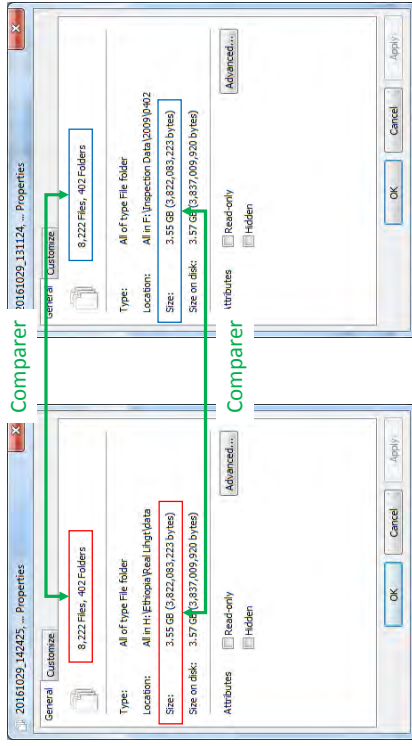 20161029_142425, ... Properties
General Customize
8,222 Files, 402 Folders
Type: All of type File folder
Location: All in H:\Ethiopia\Real Lingt\data
Size: 3.55 GB (3,822,083,223 bytes)
Size on disk: 3.57 GB (3,837,009,920 bytes)
Attributes Read-only Advanced...
Hidden
OK Cancel Apply
Comparer
Comparer
20161029_131124, ... Properties
General Customize
8,222 Files, 402 Folders
Type: All of type File folder
Location: All in F:\Inspection Data\2009\0402
Size: 3.55 GB (3,822,083,223 bytes)
Size on disk: 3.57 GB (3,837,009,920 bytes)
ttributes Read-only Advanced...
Hidden
OK Cancel Apply